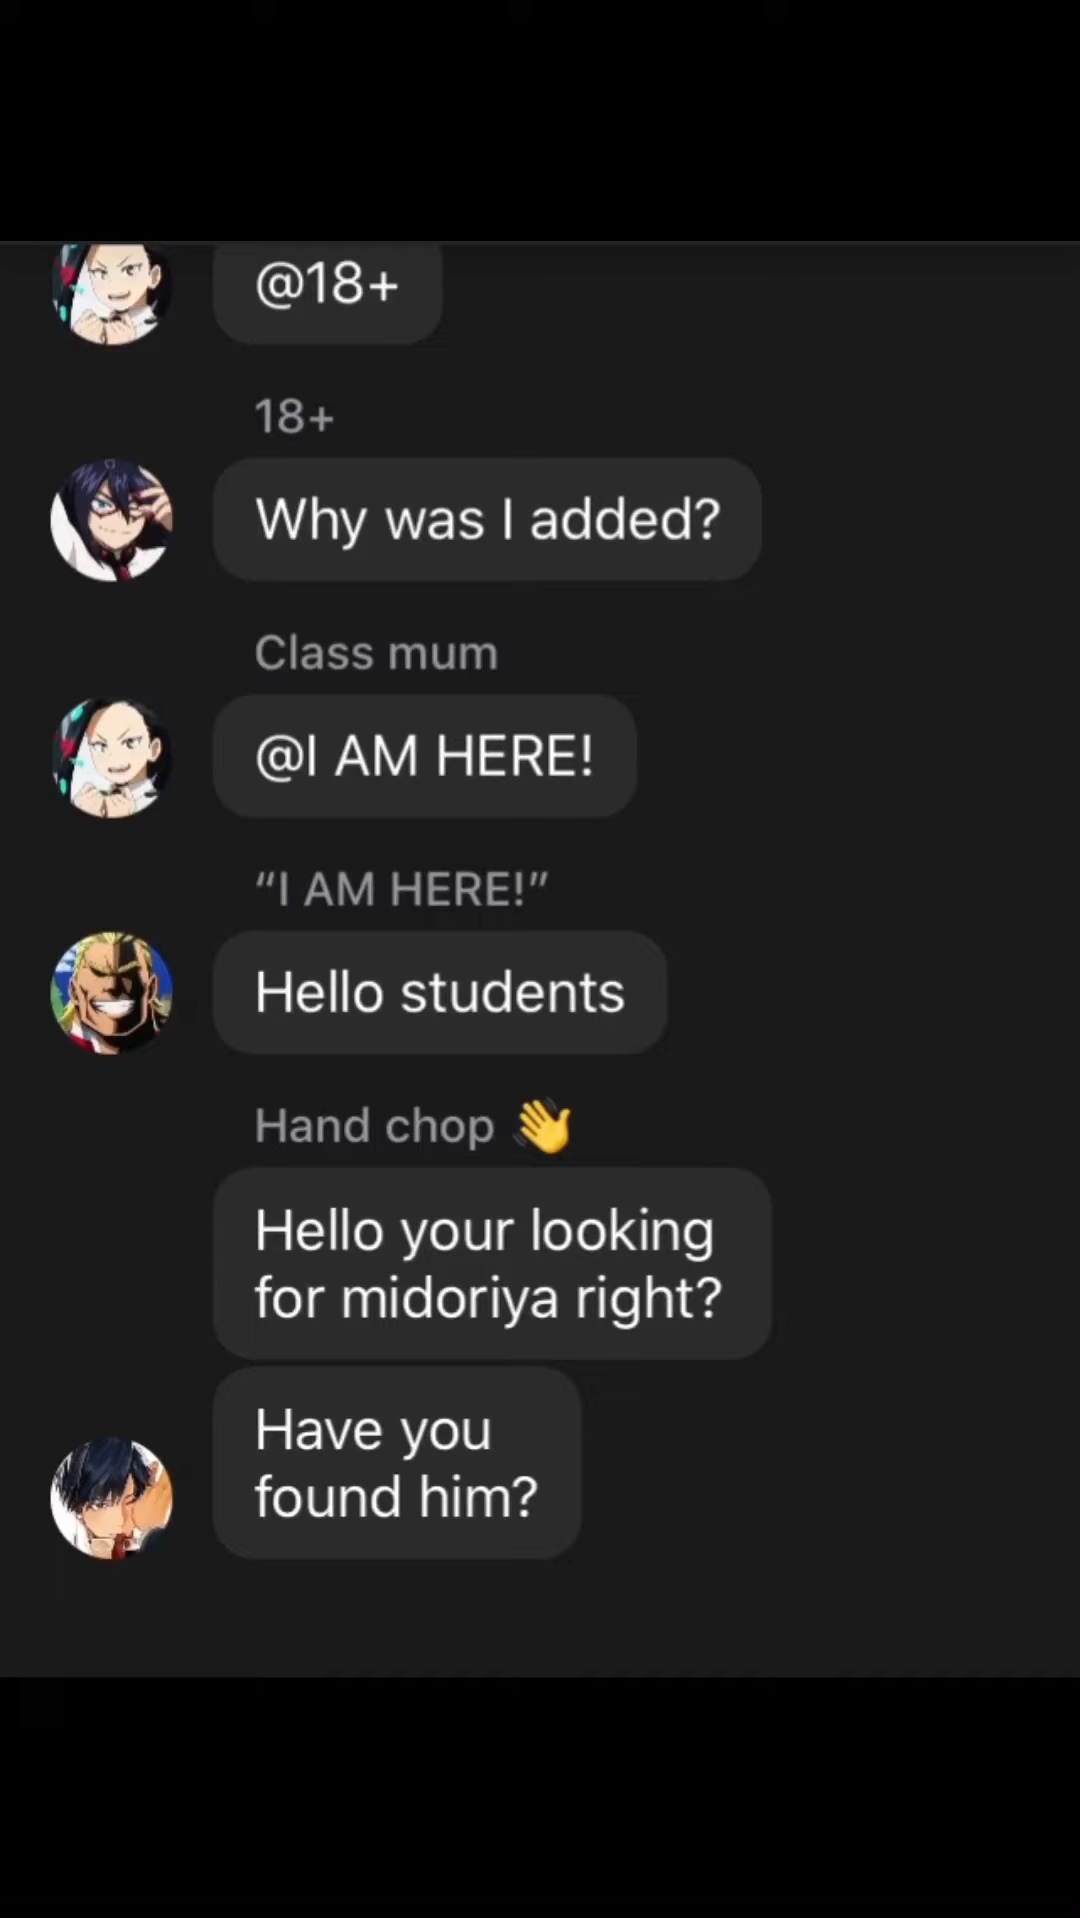 @18+
18+
Why was I added?
Class mum
@I AM HERE!
“I AM HERE!”
Hello students
Hand chop 👋
Hello your looking
for midoriya right?
Have you
found him?